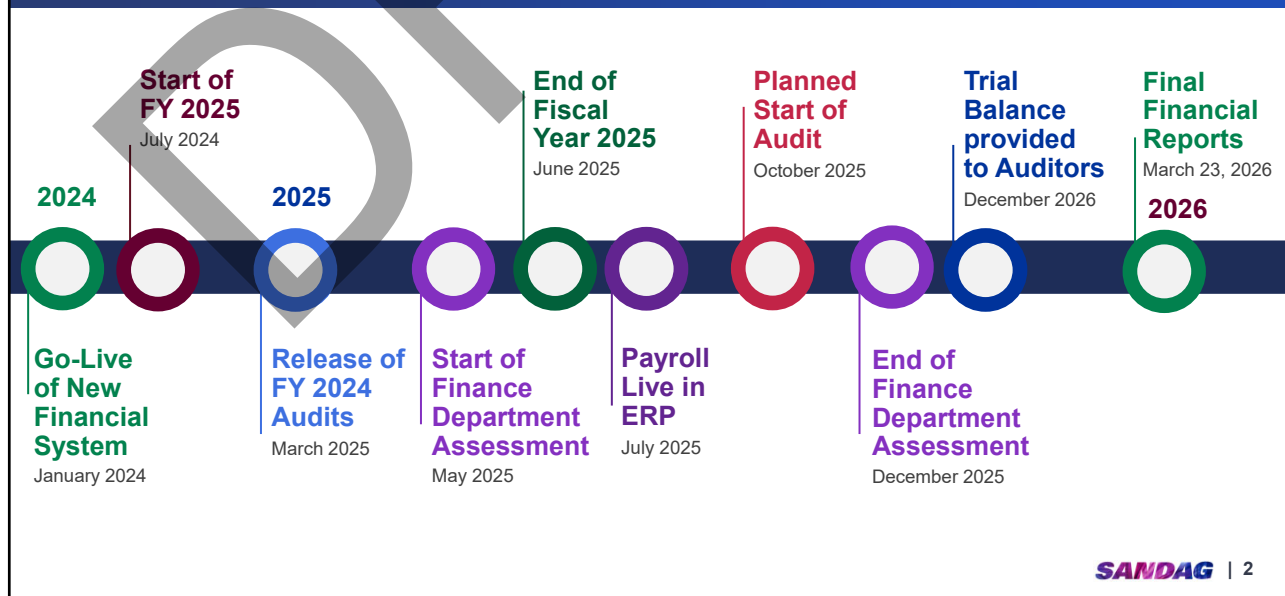 Start of
FY 2025
July 2024
End of
Fiscal
Year 2025
June 2025
Planned
Start of
Audit
October 2025
Trial
Balance
provided
to Auditors
December 2026
Final
Financial
Reports
March 23, 2026
2024
2025
2026
Go-Live
of New
Financial
System
January 2024
Release of
FY 2024
Audits
March 2025
Start of
Finance
Department
Assessment
May 2025
Payroll
Live in
ERP
July 2025
End of
Finance
Department
Assessment
December 2025
SANDAG | 2